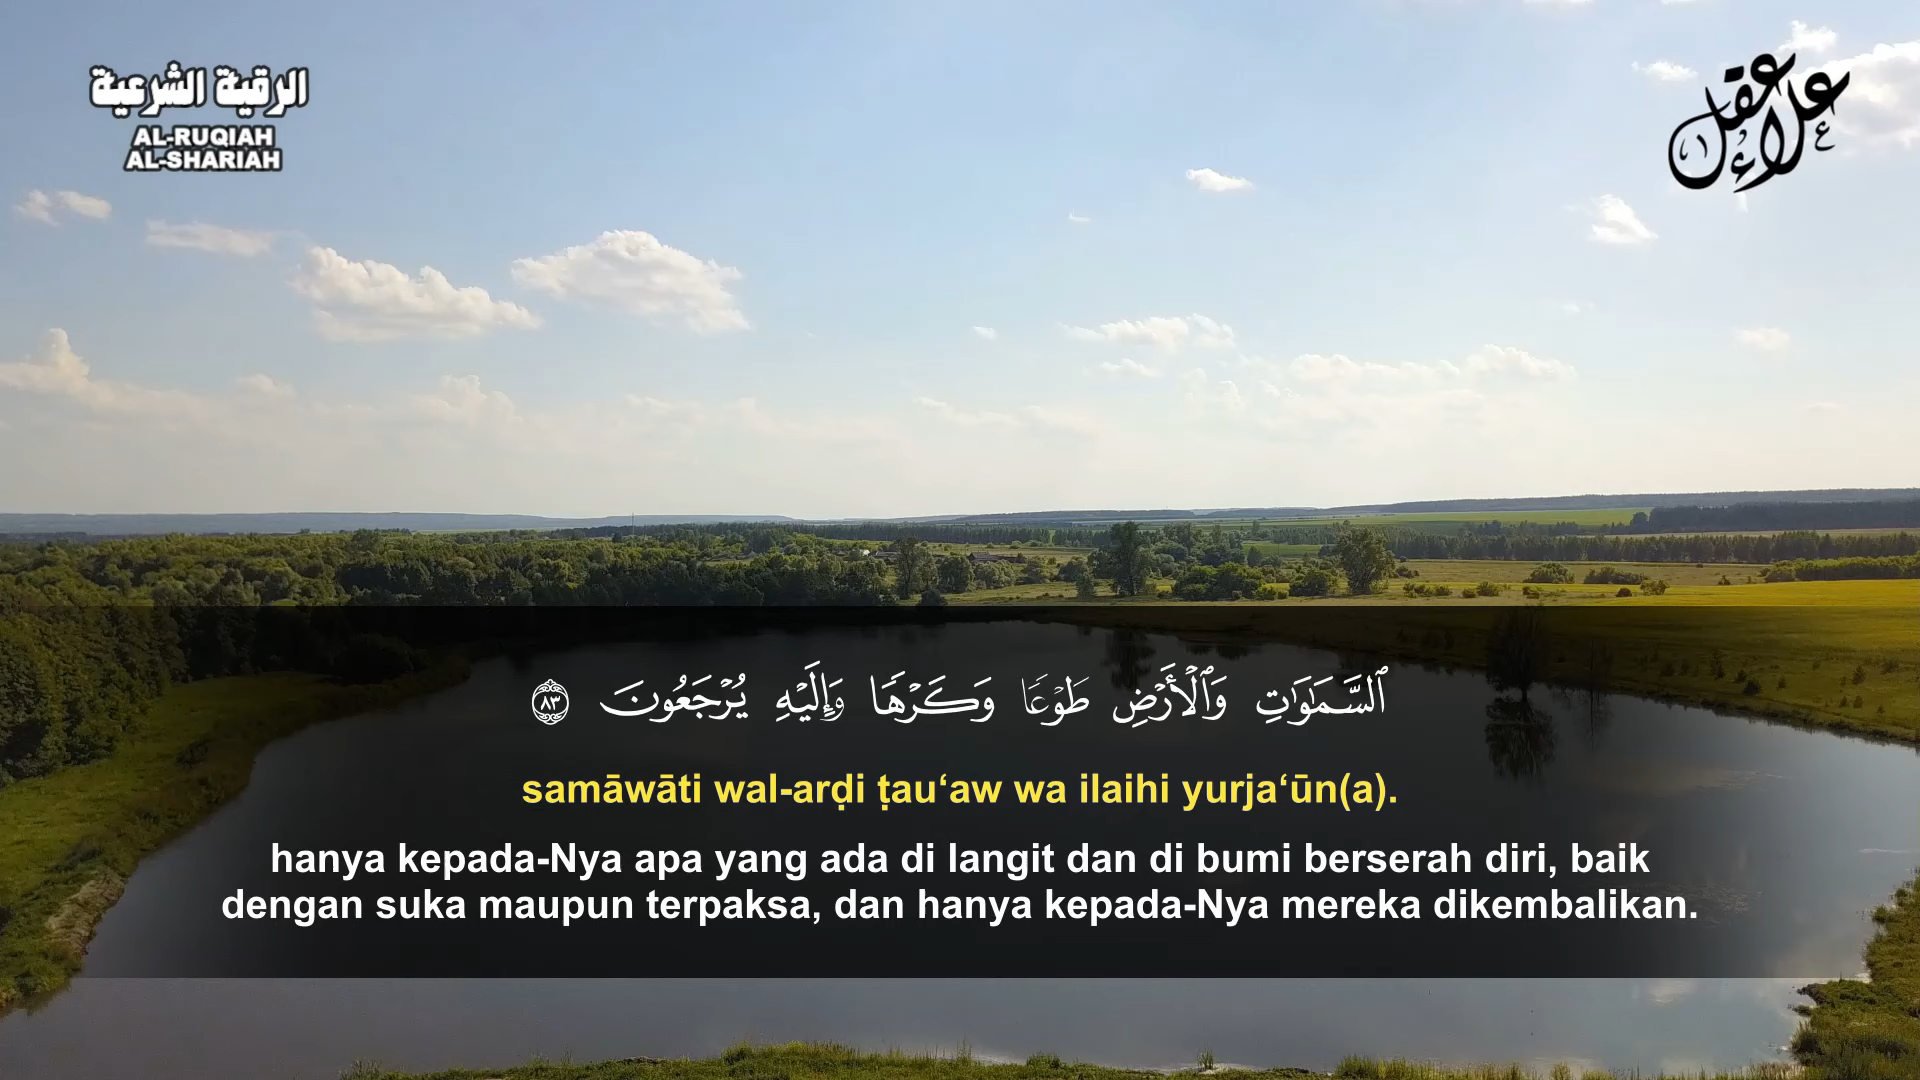 الرقية الشرعية
AL-RUQIAH
AL-SHARIAH
علاء عقل
ٱلسَّمَٰوَٰتِ وَٱلْأَرْضِ طَوْعًا وَكَرْهًا وَإِلَيْهِ يُرْجَعُونَ ٨٣
samāwāti wal-arḍi ṭau‘aw wa ilaihi yurja‘ūn(a).
hanya kepada-Nya apa yang ada di langit dan di bumi berserah diri, baik
dengan suka maupun terpaksa, dan hanya kepada-Nya mereka dikembalikan.